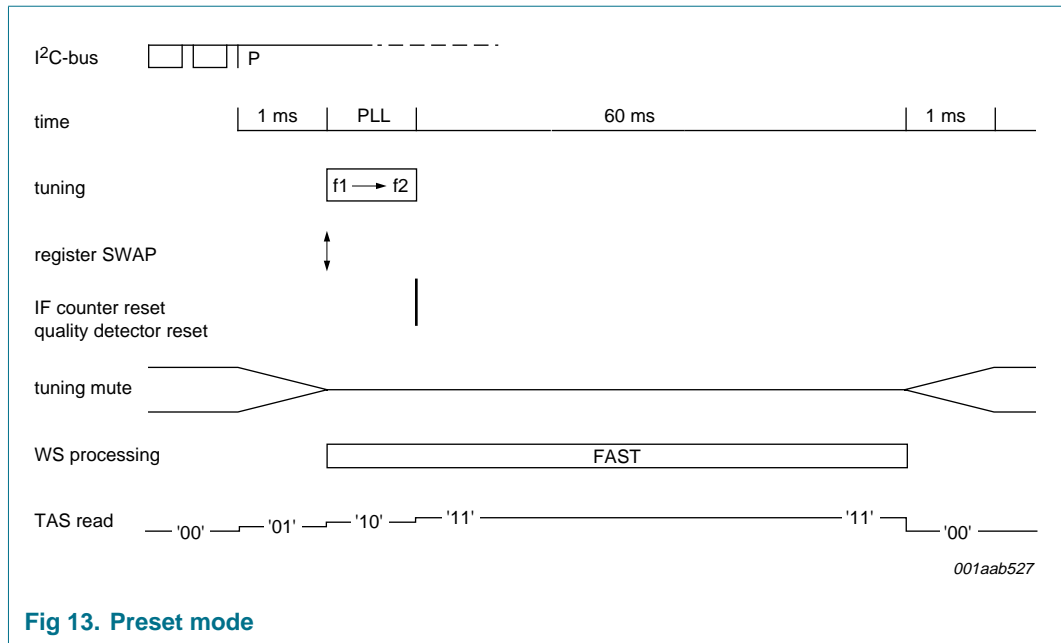 I²C-bus P
time 1 ms PLL 60 ms 1 ms
tuning f1 f2
register SWAP
IF counter reset
quality detector reset
tuning mute
WS processing FAST
TAS read '00' '01' '10' '11' '11' '00'
001aab527
Fig 13. Preset mode